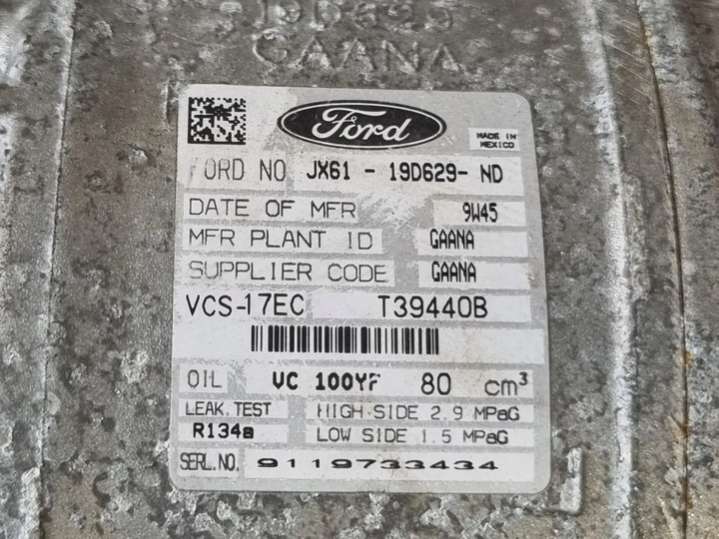 19D629
GAANA
Ford
MADE IN
MEXICO
FORD NO JX61 - 19D629- ND
DATE OF MFR 9W45
MFR PLANT ID GAANA
SUPPLIER CODE GAANA
VCS-17EC T39440B
OIL VC 100YF 80 cm³
LEAK.TEST HIGH-SIDE 2.9 MPaG
R134a LOW SIDE 1.5 MPaG
SERL.NO. 9119733434